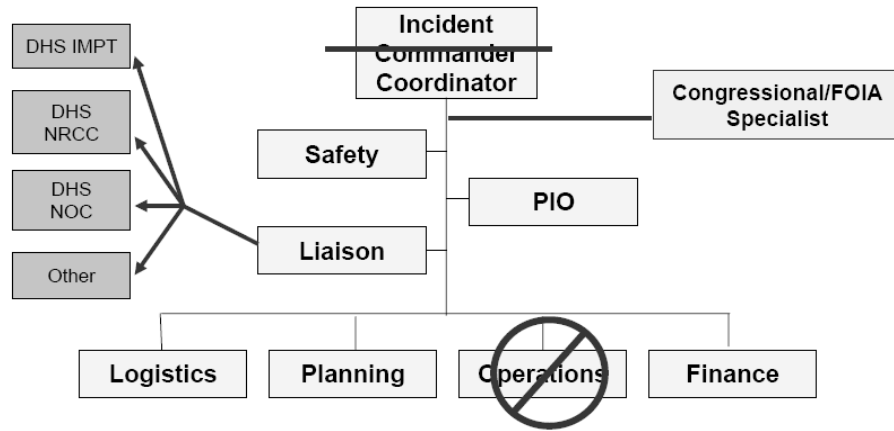 Incident
Commander
Coordinator
DHS IMPT
DHS
NRCC
DHS
NOC
Other
Congressional/FOIA
Specialist
Safety
PIO
Liaison
Logistics
Planning
Operations
Finance